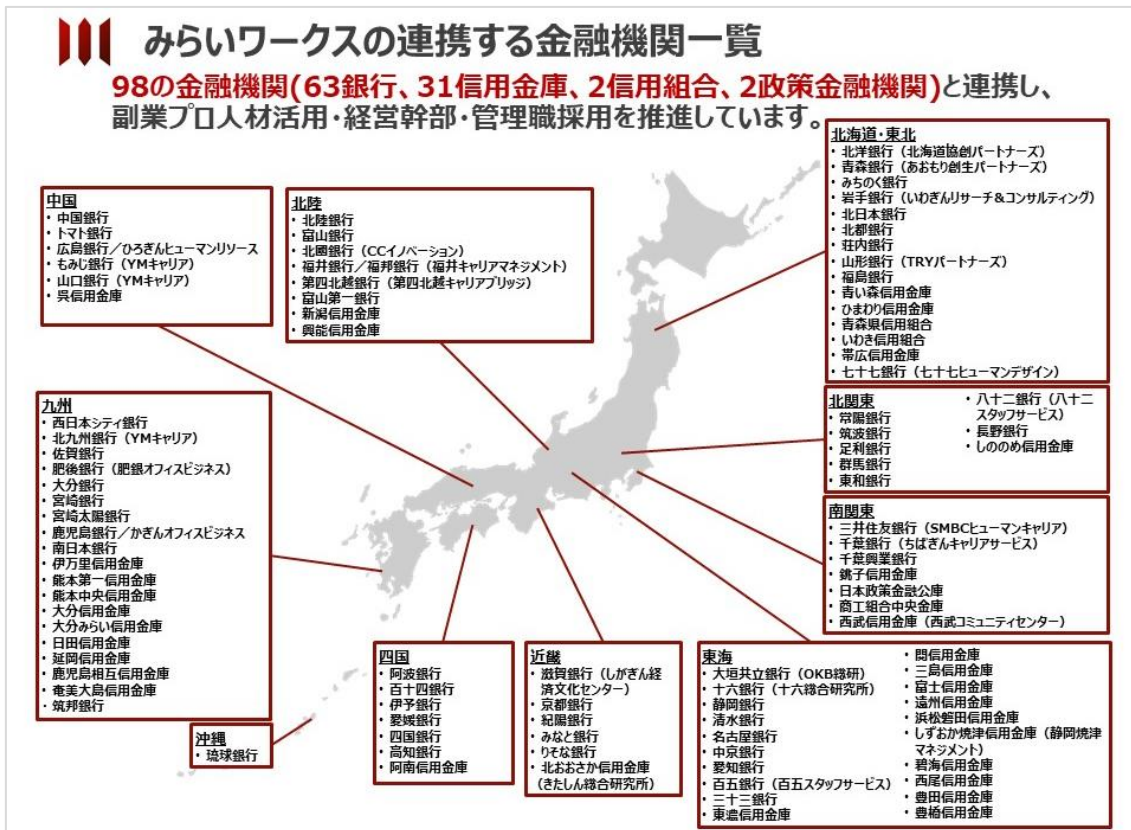 みらいワークスの連携する金融機関一覧
98の金融機関(63銀行、31信用金庫、2信用組合、2政策金融機関)と連携し、
副業プロ人材活用・経営幹部・管理職採用を推進しています。
北海道・東北
・北洋銀行（北海道協創パートナーズ）
・青森銀行（あおもり創生パートナーズ）
・みちのく銀行
・岩手銀行（いわぎんリサーチ＆コンサルティング）
・北日本銀行
・北都銀行
・荘内銀行
・山形銀行（TRYパートナーズ）
・福島銀行
・青い森信用金庫
・ひまわり信用金庫
・青森県信用組合
・いわき信用組合
・帯広信用金庫
・七十七銀行（七十七ヒューマンデザイン）
中国
・中国銀行
・トマト銀行
・広島銀行／ひろぎんヒューマンリソース
・もみじ銀行（YMキャリア）
・山口銀行（YMキャリア）
・呉信用金庫
北陸
・北陸銀行
・富山銀行
・北國銀行（CCイノベーション）
・福井銀行／福邦銀行（福井キャリアマネジメント）
・第四北越銀行（第四北越キャリアブリッジ）
・富山第一銀行
・新潟信用金庫
・興能信用金庫
北関東
・常陽銀行
・筑波銀行
・足利銀行
・群馬銀行
・東和銀行
・八十二銀行（八十二
スタッフサービス）
・長野銀行
・しののめ信用金庫
九州
・西日本シティ銀行
・北九州銀行（YMキャリア）
・佐賀銀行
・肥後銀行（肥銀オフィスビジネス）
・大分銀行
・宮崎銀行
・宮崎太陽銀行
・鹿児島銀行／かぎんオフィスビジネス
・南日本銀行
・伊万里信用金庫
・熊本第一信用金庫
・熊本中央信用金庫
・大分信用金庫
・大分みらい信用金庫
・日田信用金庫
・延岡信用金庫
・鹿児島相互信用金庫
・奄美大島信用金庫
・筑邦銀行
南関東
・三井住友銀行（SMBCヒューマンキャリア）
・千葉銀行（ちばぎんキャリアサービス）
・千葉興業銀行
・銚子信用金庫
・日本政策金融公庫
・商工組合中央金庫
・西武信用金庫（西武コミュニティセンター）
沖縄
・琉球銀行
四国
・阿波銀行
・百十四銀行
・伊予銀行
・愛媛銀行
・四国銀行
・高知銀行
・阿南信用金庫
近畿
・滋賀銀行（しがぎん経
済文化センター）
・京都銀行
・紀陽銀行
・みなと銀行
・りそな銀行
・北おおさか信用金庫
（きたしん総合研究所）
東海
・大垣共立銀行（OKB総研）
・十六銀行（十六総合研究所）
・静岡銀行
・清水銀行
・名古屋銀行
・中京銀行
・愛知銀行
・百五銀行（百五スタッフサービス）
・三十三銀行
・東濃信用金庫
・関信用金庫
・三島信用金庫
・富士信用金庫
・遠州信用金庫
・浜松磐田信用金庫
・しずおか焼津信用金庫（静岡焼津
マネジメント）
・碧海信用金庫
・西尾信用金庫
・豊田信用金庫
・豊橋信用金庫